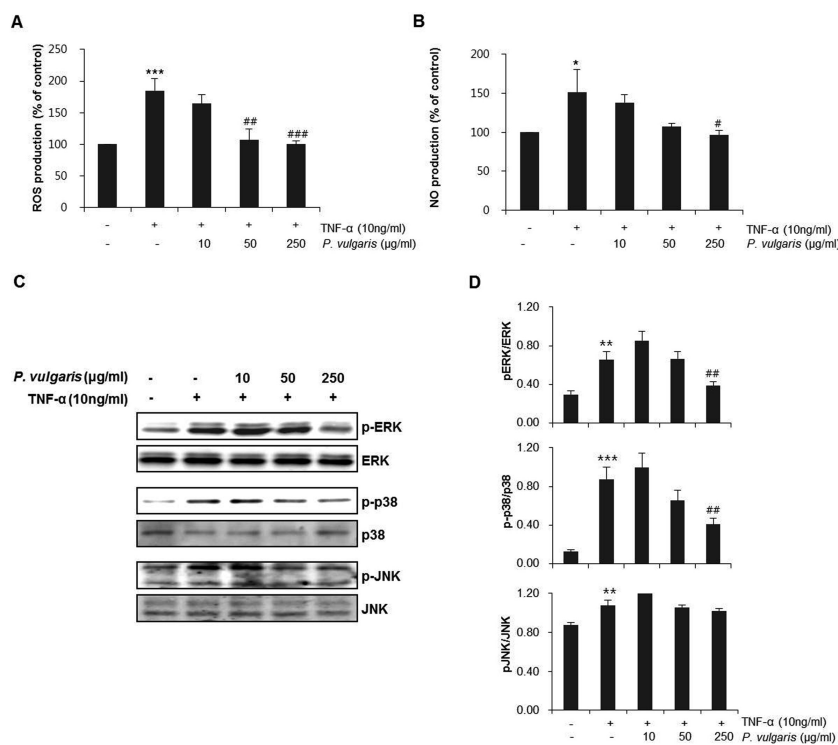 A
ROS production (% of control)
250
200
150
100
50
0
***
##
###
- + + + + TNF-α (10ng/ml)
- - 10 50 250 P. vulgaris (µg/ml)
B
NO production (% of control)
200
150
100
50
0
*
#
- + + + + TNF-α (10ng/ml)
- - 10 50 250 P. vulgaris (µg/ml)
C
P. vulgaris (µg/ml) - - 10 50 250
TNF-α (10ng/ml) - + + + +
p-ERK
ERK
p-p38
p38
p-JNK
JNK
D
pERK/ERK
1.20
0.80
0.40
0.00
**
##
p-p38/p38
1.20
0.80
0.40
0.00
***
##
pJNK/JNK
1.20
0.80
0.40
0.00
**
- + + + + TNF-α (10ng/ml)
- - 10 50 250 P. vulgaris (µg/ml)